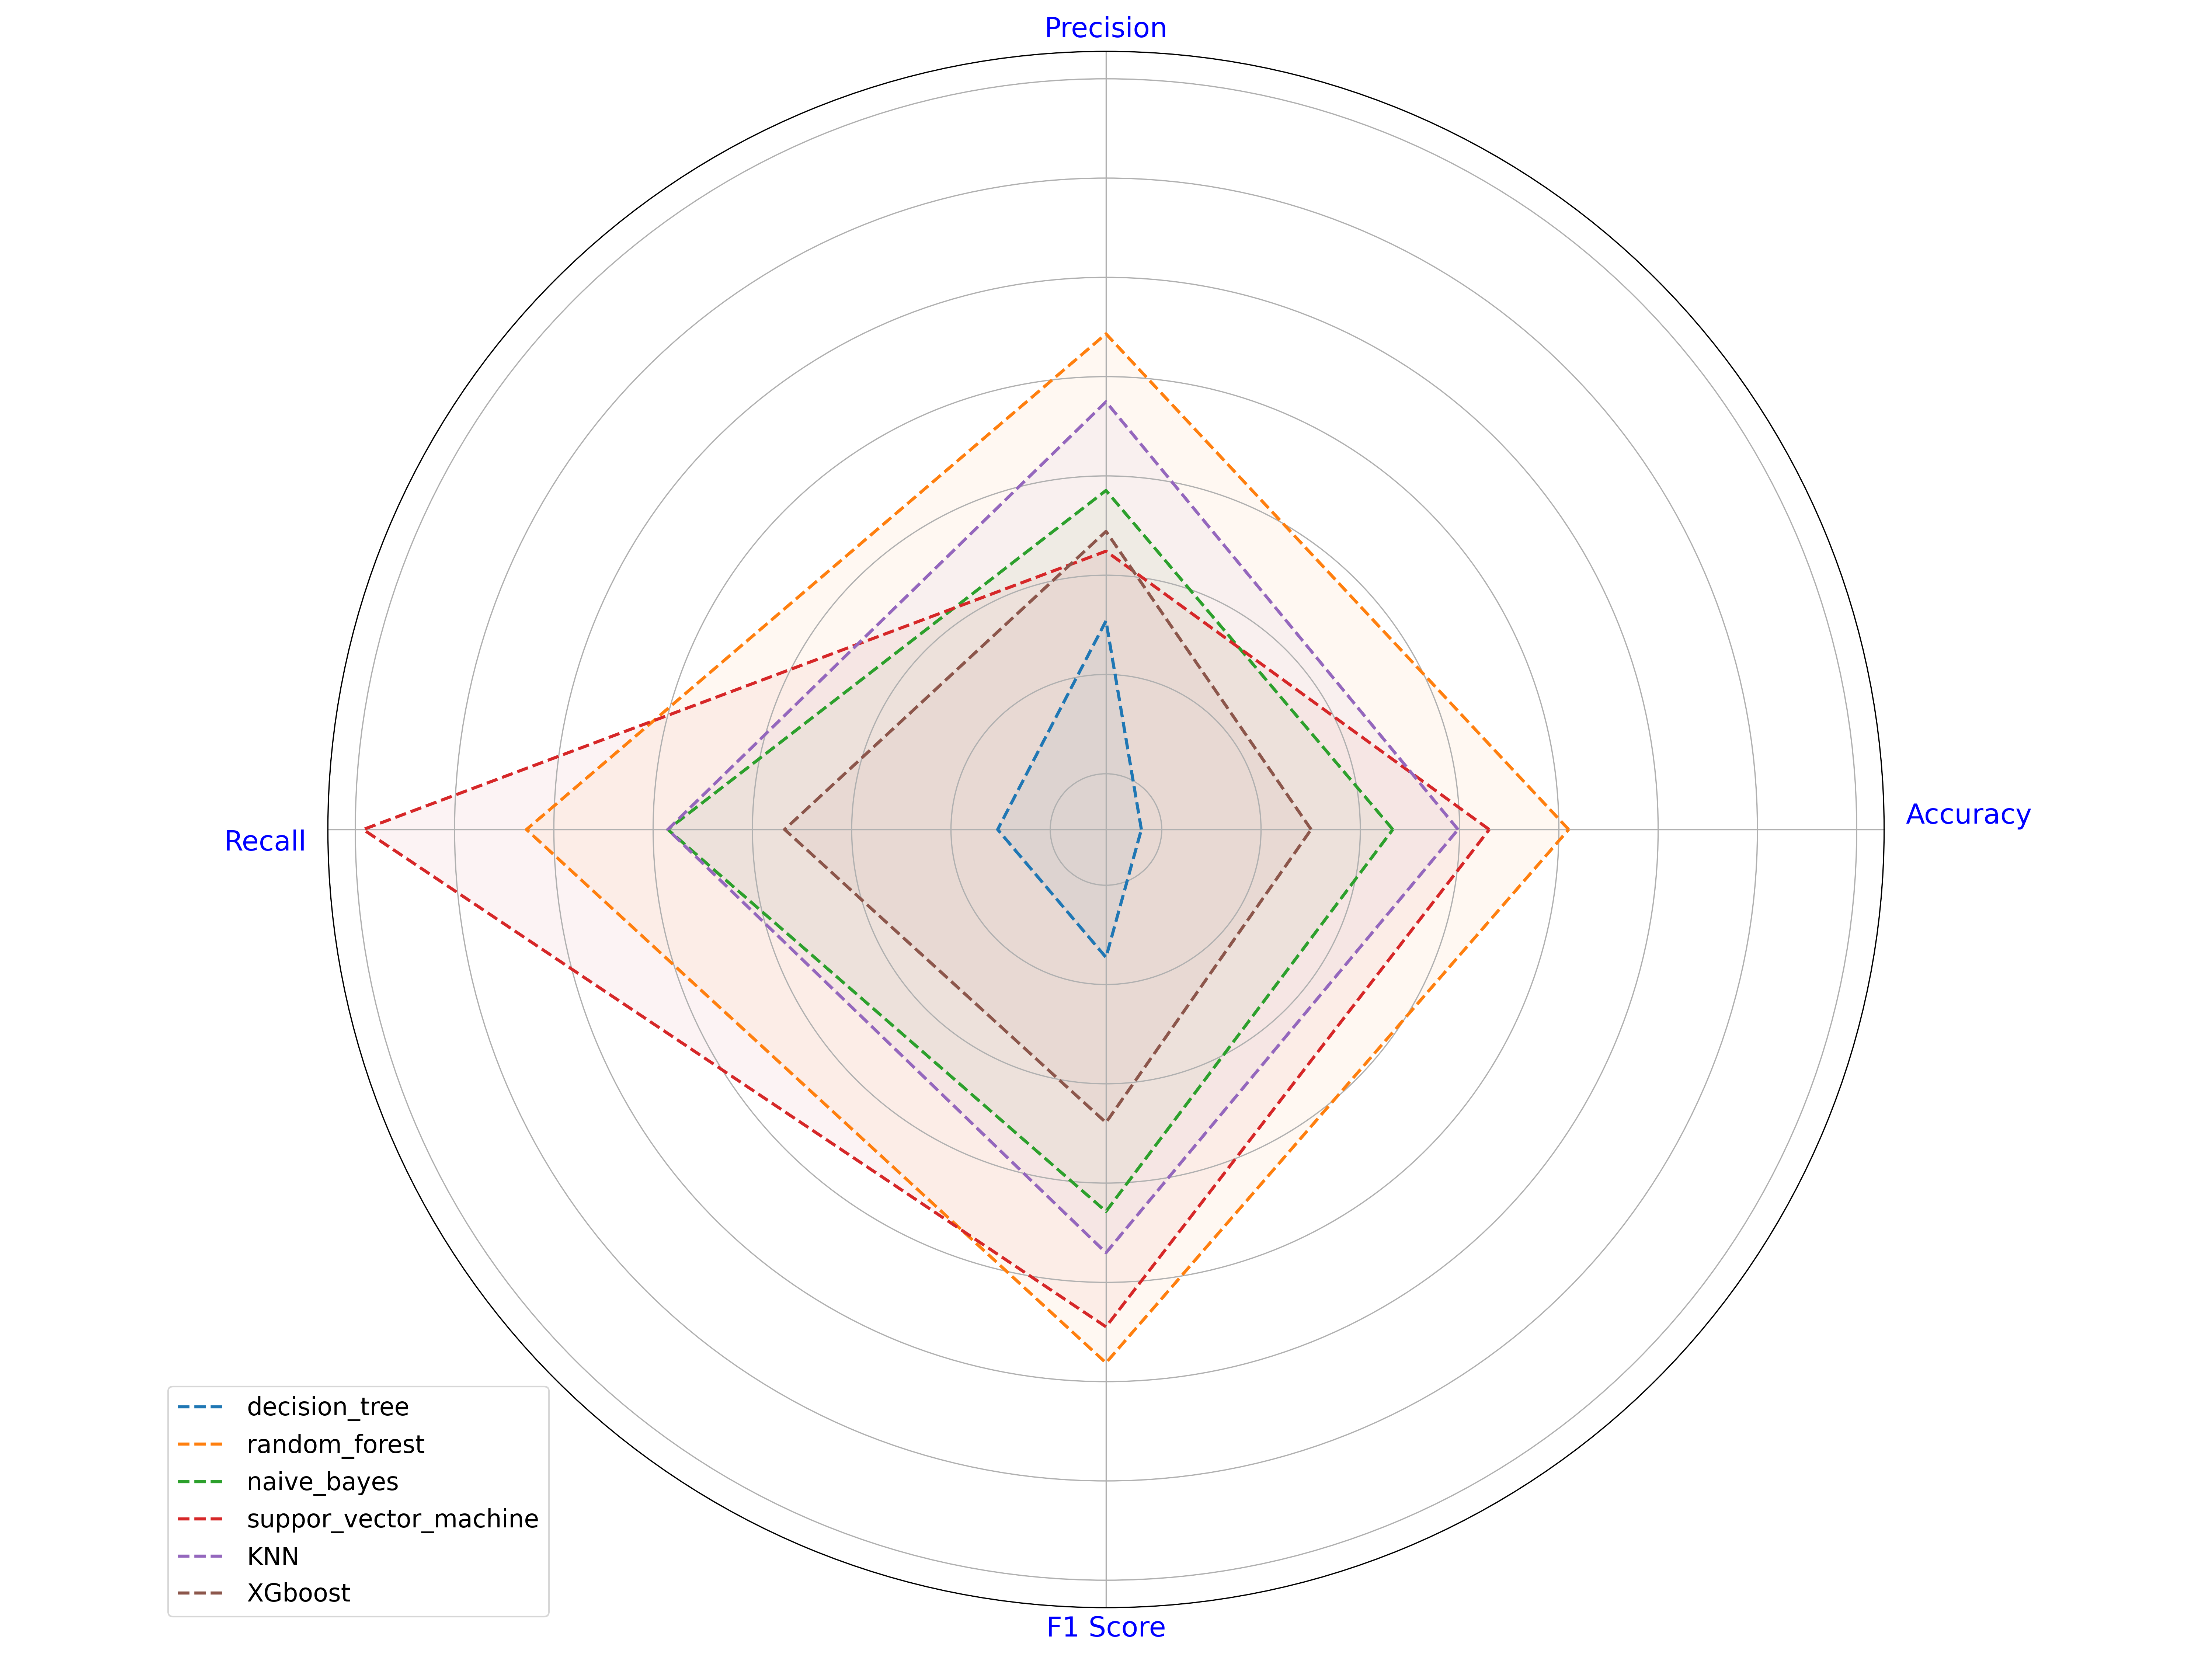 Precision
Accuracy
Recall
decision_tree
random_forest
naive_bayes
suppor_vector_machine
KNN
XGboost
F1 Score